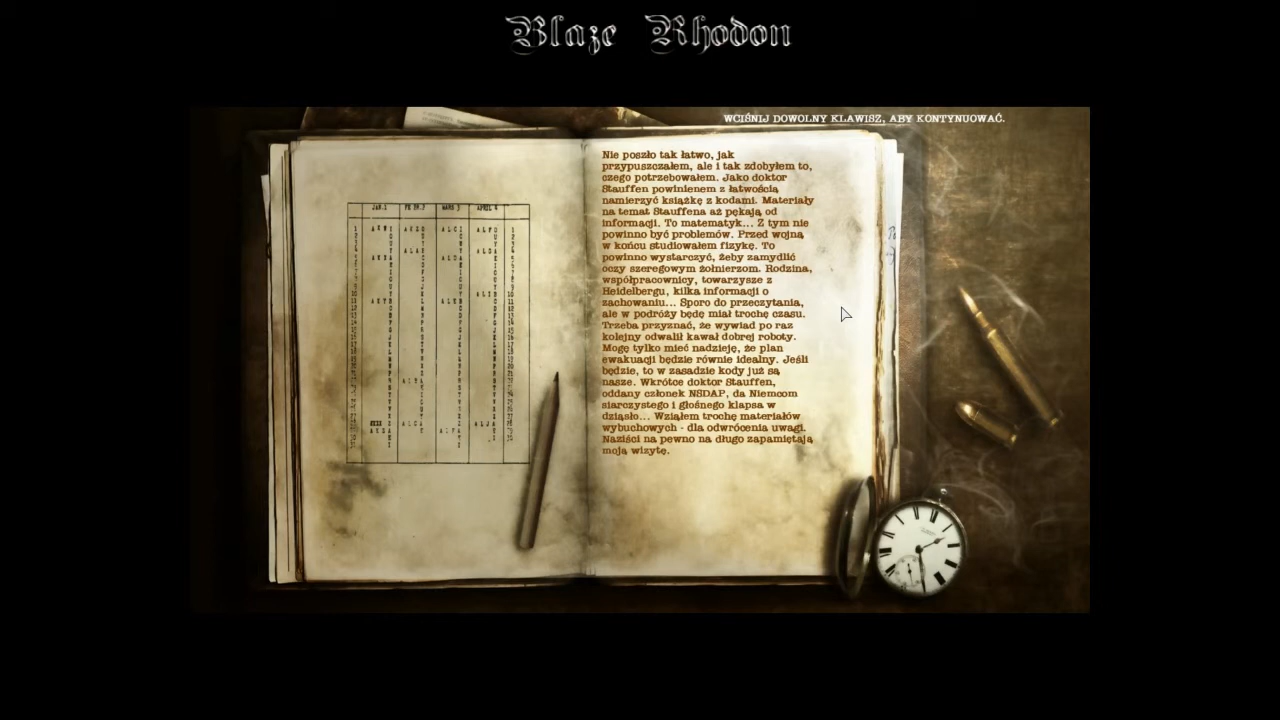 Blaze Rhodon
WCIŚNIJ DOWOLNY KLAWISZ, ABY KONTYNUOWAĆ.
Nie poszło tak łatwo, jak
przypuszczałem, ale i tak zdobyłem to,
czego potrzebowałem. Jako doktor
Stauffen powinienem z łatwością
namierzyć książkę z kodami. Materiały
na temat Stauffena aż pękają od
informacji. To matematyk... Z tym nie
powinno być problemów. Przed wojną
w końcu studiowałem fizykę. To
powinno wystarczyć, żeby zamydlić
oczy szeregowym żołnierzom. Rodzina,
współpracownicy, towarzysze z
Heidelbergu, kilka informacji o
zachowaniu... Sporo do przeczytania,
ale w podróży będę miał trochę czasu.
Trzeba przyznać, że wywiad po raz
kolejny odwalił kawał dobrej roboty.
Mogę tylko mieć nadzieję, że plan
ewakuacji będzie równie idealny. Jeśli
będzie, to w zasadzie kody już są
nasze. Wkrótce doktor Stauffen,
oddany członek NSDAP, da Niemcom
siarczystego i głośnego klapsa w
dziąsło... Wziąłem trochę materiałów
wybuchowych - dla odwrócenia uwagi.
Naziści na pewno na długo zapamiętają
moją wizytę.